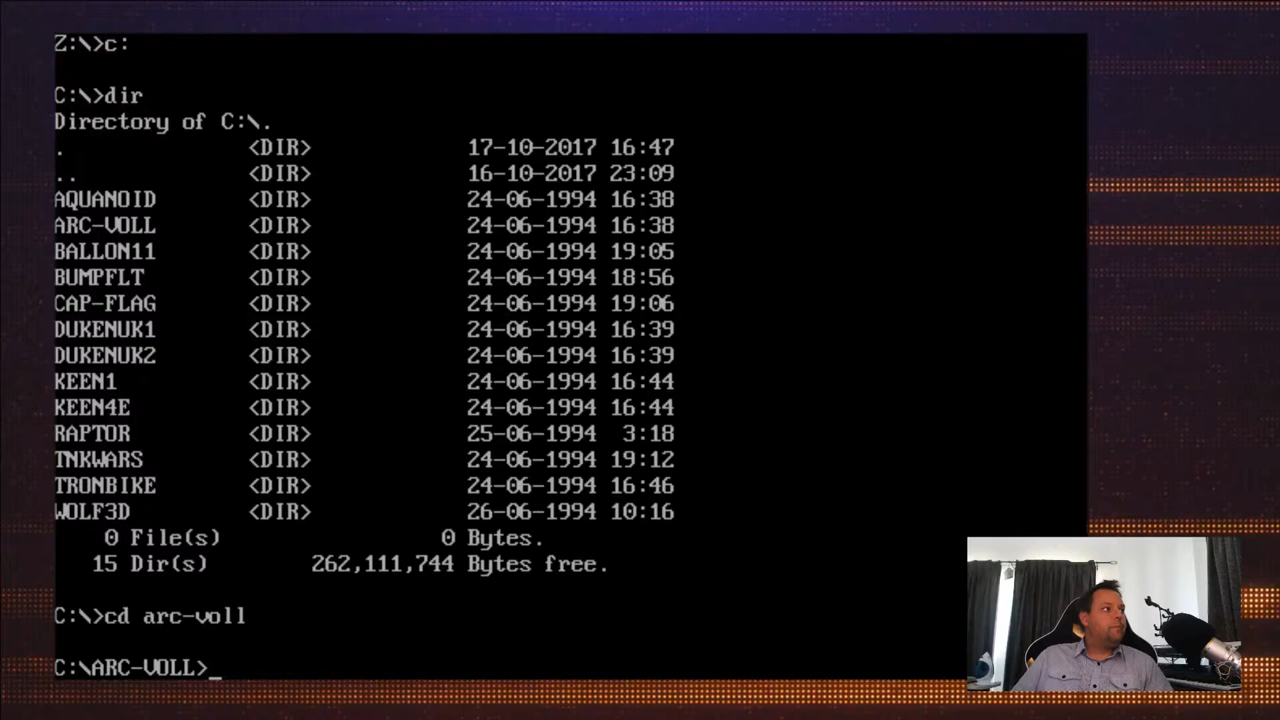 Z:\>c:
C:\>dir
Directory of C:\.
. <DIR> 17-10-2017 16:47
.. <DIR> 16-10-2017 23:09
AQUANOID <DIR> 24-06-1994 16:38
ARC-VOLL <DIR> 24-06-1994 16:38
BALLON11 <DIR> 24-06-1994 19:05
BUMPFLT <DIR> 24-06-1994 18:56
CAP-FLAG <DIR> 24-06-1994 19:06
DUKENUK1 <DIR> 24-06-1994 16:39
DUKENUK2 <DIR> 24-06-1994 16:39
KEEN1 <DIR> 24-06-1994 16:44
KEEN4E <DIR> 24-06-1994 16:44
RAPTOR <DIR> 25-06-1994 3:18
TNKWARS <DIR> 24-06-1994 19:12
TRONBIKE <DIR> 24-06-1994 16:46
WOLF3D <DIR> 26-06-1994 10:16
0 File(s) 0 Bytes.
15 Dir(s) 262,111,744 Bytes free.
C:\>cd arc-voll
C:\ARC-VOLL>_